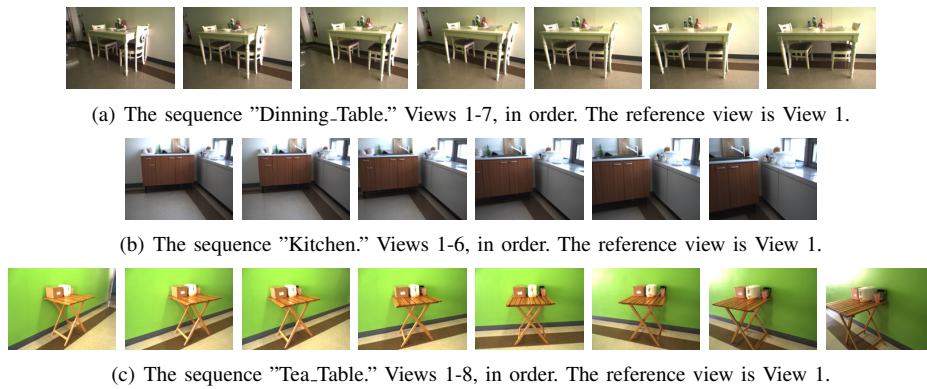 (a) The sequence "Dinning_Table." Views 1-7, in order. The reference view is View 1.
(b) The sequence "Kitchen." Views 1-6, in order. The reference view is View 1.
(c) The sequence "Tea_Table." Views 1-8, in order. The reference view is View 1.